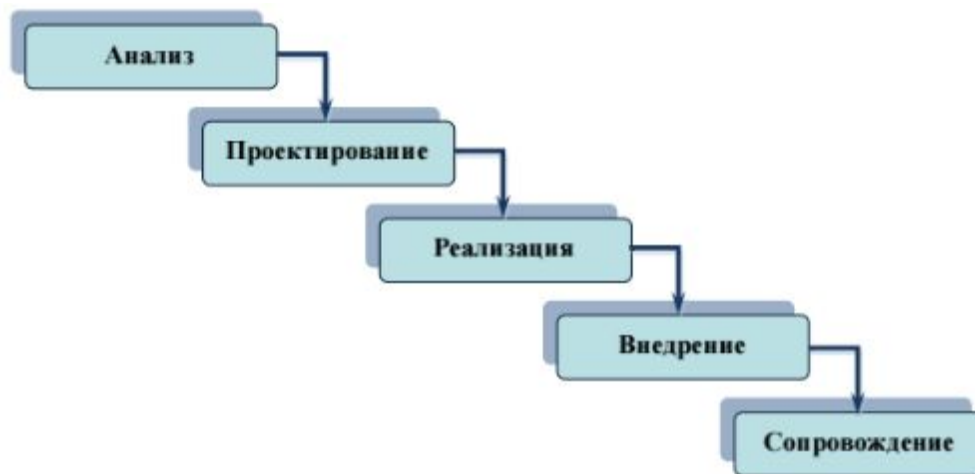 Анализ
Проектирование
Реализация
Внедрение
Сопровождение